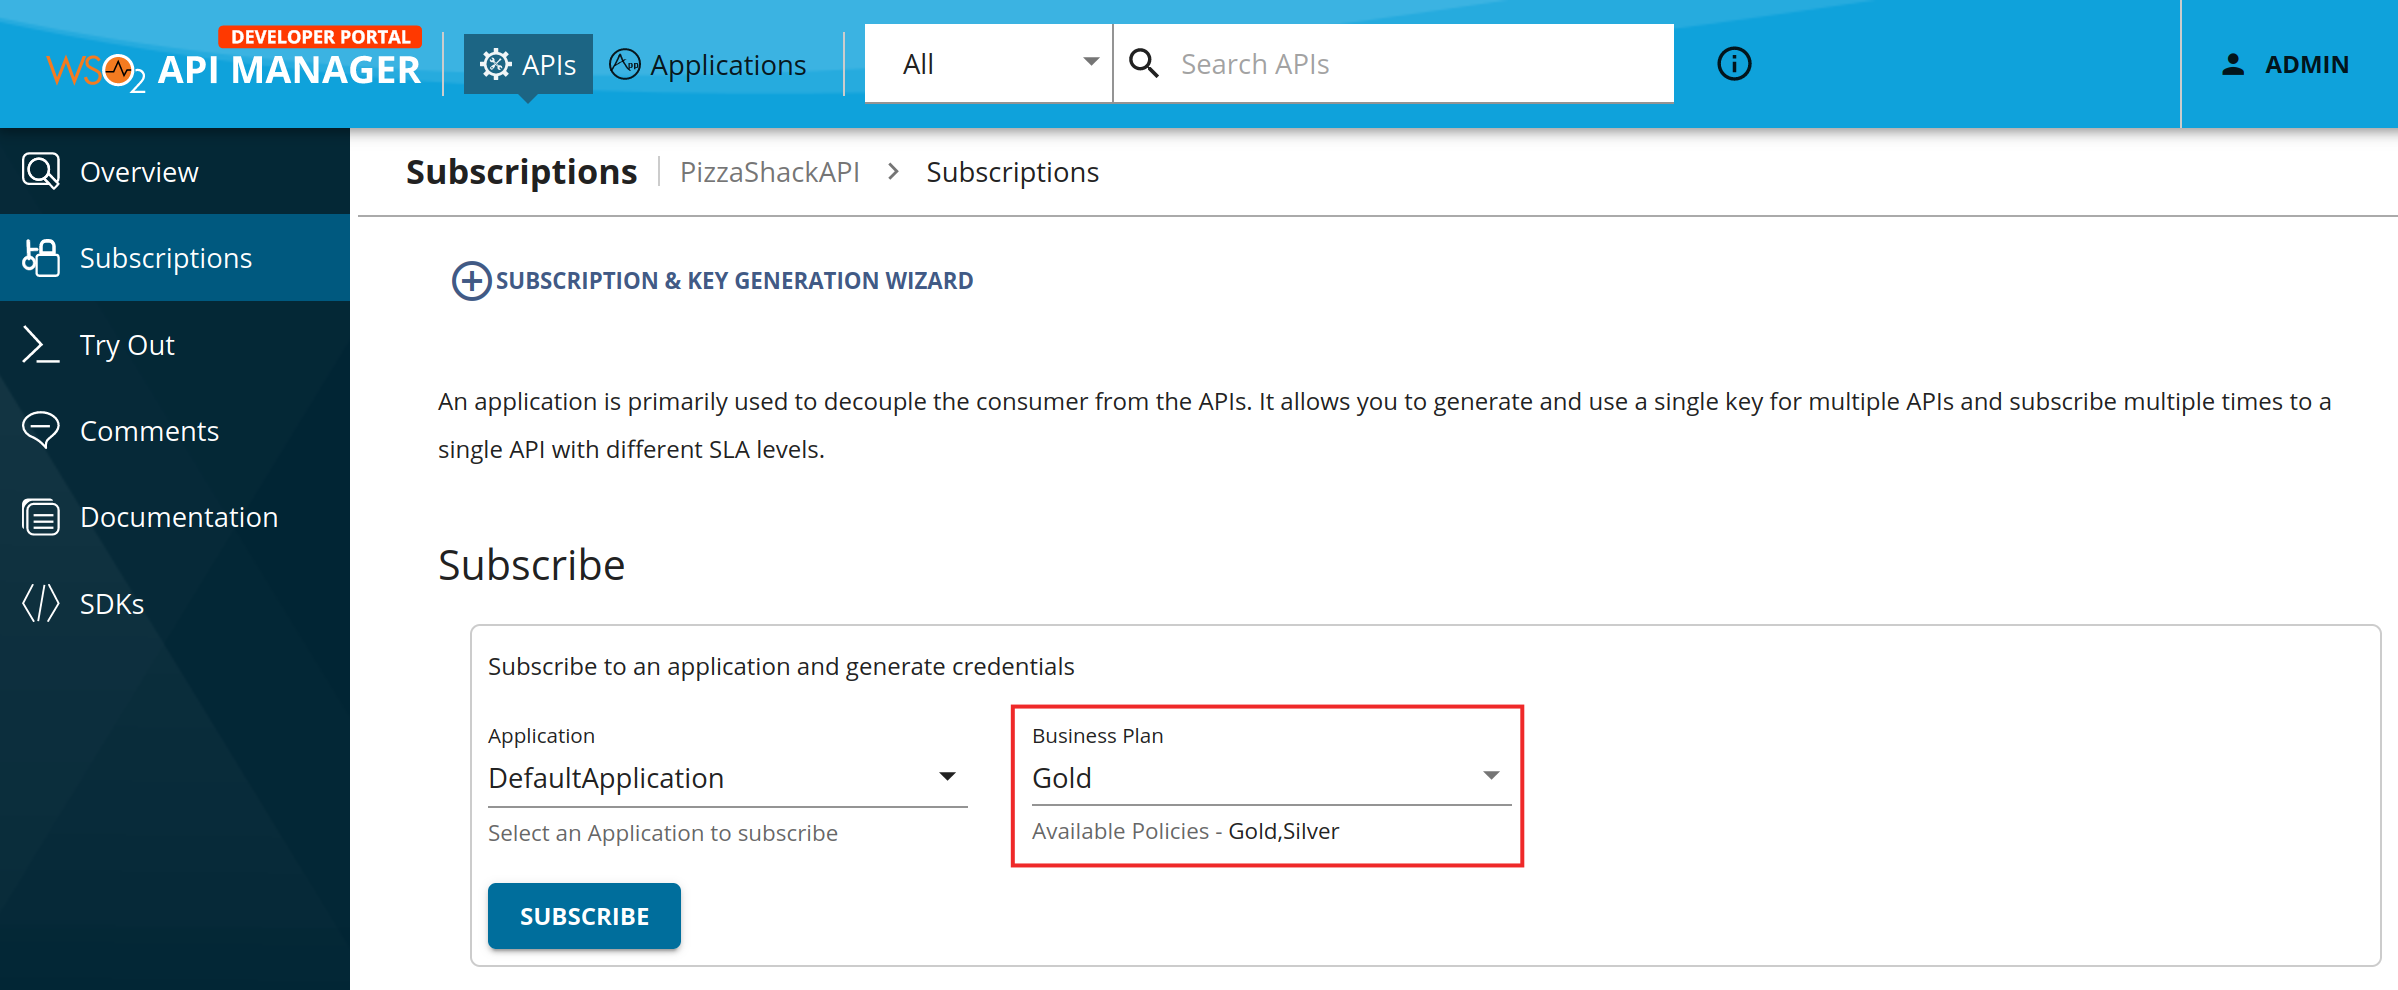 DEVELOPER PORTAL
WSO2 API MANAGER
APIs
App
Applications
All
Search APIs
ADMIN
Overview
Subscriptions
Try Out
Comments
Documentation
SDKs
Subscriptions
PizzaShackAPI > Subscriptions
SUBSCRIPTION & KEY GENERATION WIZARD
An application is primarily used to decouple the consumer from the APIs. It allows you to generate and use a single key for multiple APIs and subscribe multiple times to a
single API with different SLA levels.
Subscribe
Subscribe to an application and generate credentials
Application
DefaultApplication
Select an Application to subscribe
Business Plan
Gold
Available Policies - Gold,Silver
SUBSCRIBE